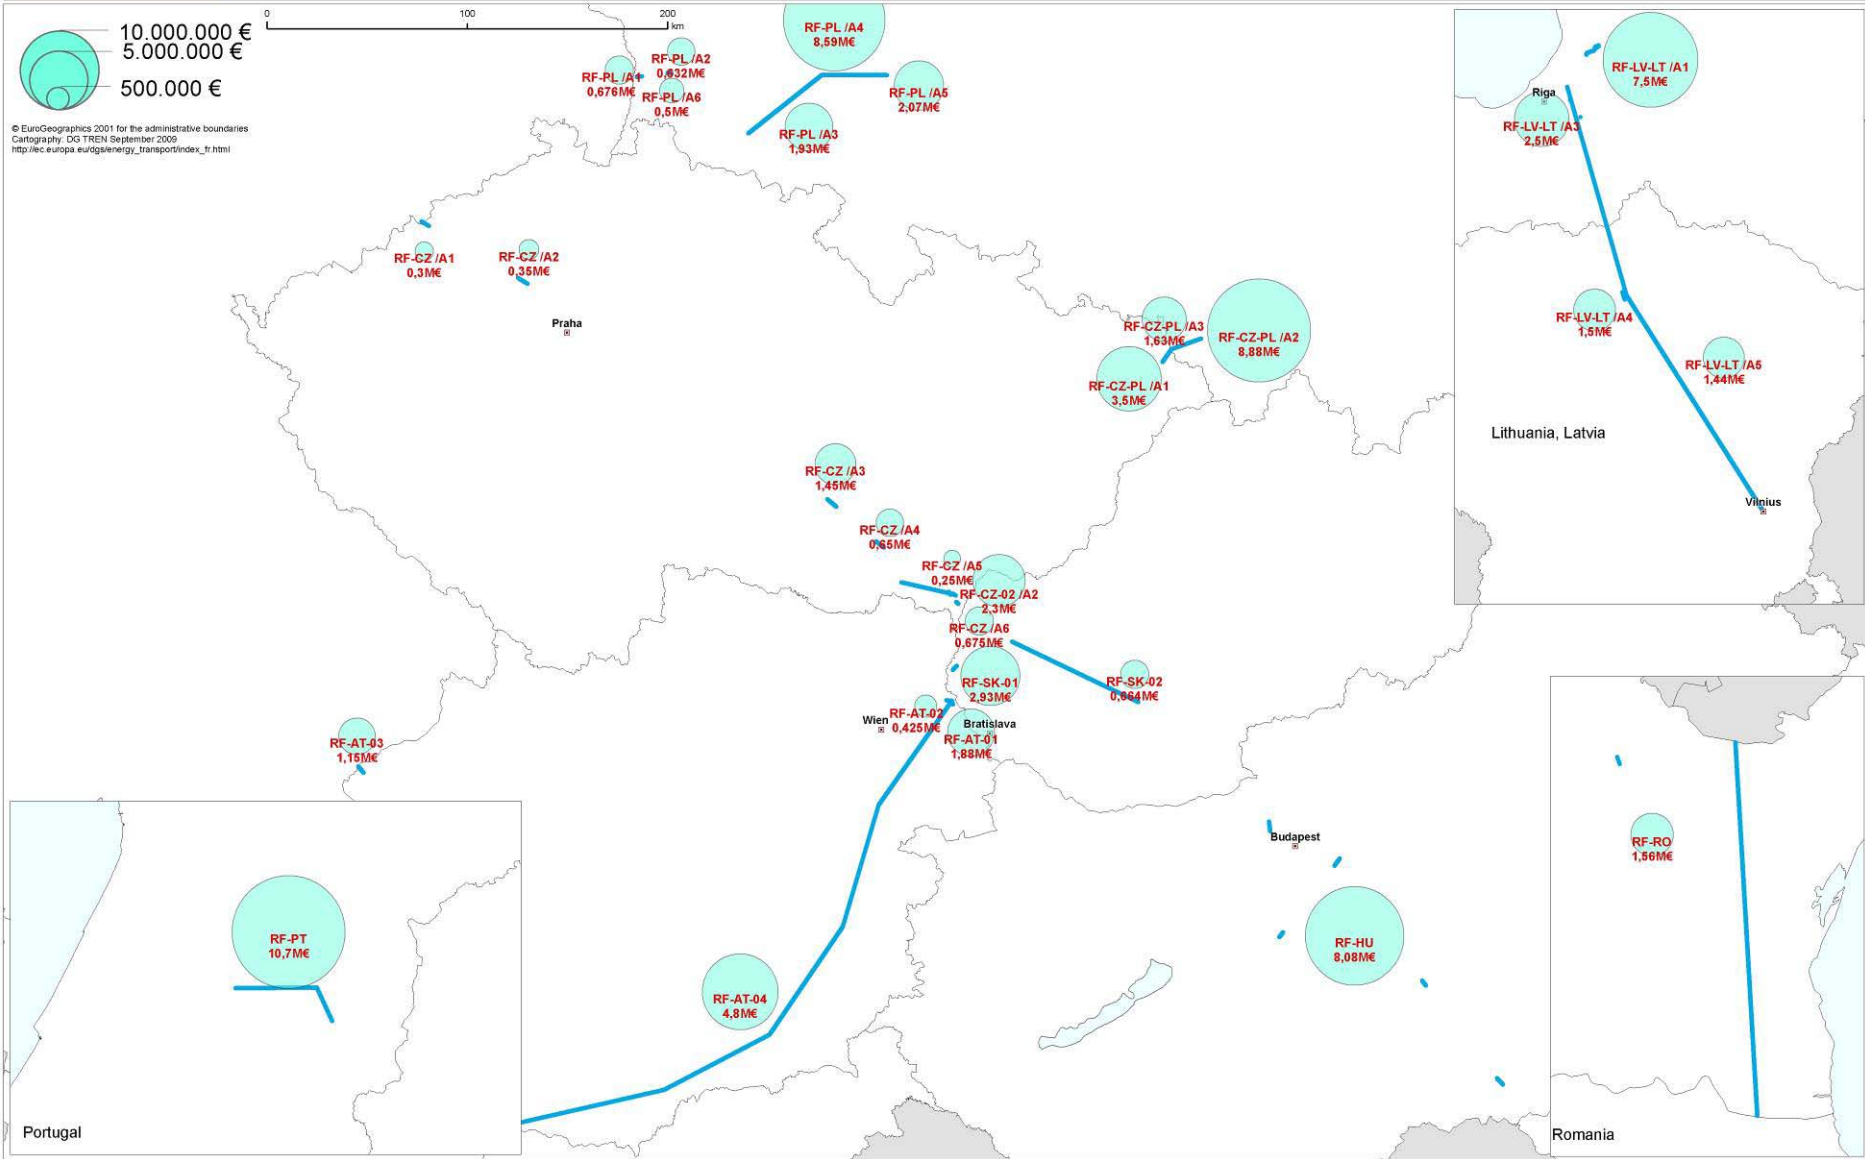 0 100 200
km
10.000.000 €
5.000.000 €
500.000 €
© EuroGeographics 2001 for the administrative boundaries
Cartography: DG TREN September 2009
http://ec.europa.eu/dgs/energy_transport/index_fr.html
RF-PL /A4
8,59M€
RF-PL /A2
0,632M€
RF-PL /A1
0,676M€
RF-PL /A6
0,5M€
RF-PL /A5
2,07M€
RF-PL /A3
1,93M€
RF-LV-LT /A1
7,5M€
Riga
RF-LV-LT /A3
2,5M€
RF-CZ /A1
0,3M€
RF-CZ /A2
0,35M€
Praha
RF-CZ-PL /A3
1,63M€
RF-CZ-PL /A2
8,88M€
RF-CZ-PL /A1
3,5M€
RF-LV-LT /A4
1,5M€
RF-LV-LT /A5
1,44M€
Lithuania, Latvia
Vilnius
RF-CZ /A3
1,45M€
RF-CZ /A4
0,65M€
RF-CZ /A5
0,25M€
RF-CZ-02 /A2
2,3M€
RF-CZ /A6
0,675M€
RF-SK-01
2,93M€
RF-SK-02
0,664M€
RF-AT-02
0,425M€
Wien
Bratislava
RF-AT-01
1,88M€
RF-AT-03
1,15M€
Budapest
RF-RO
1,56M€
RF-PT
10,7M€
RF-HU
8,08M€
RF-AT-04
4,8M€
Portugal
Romania